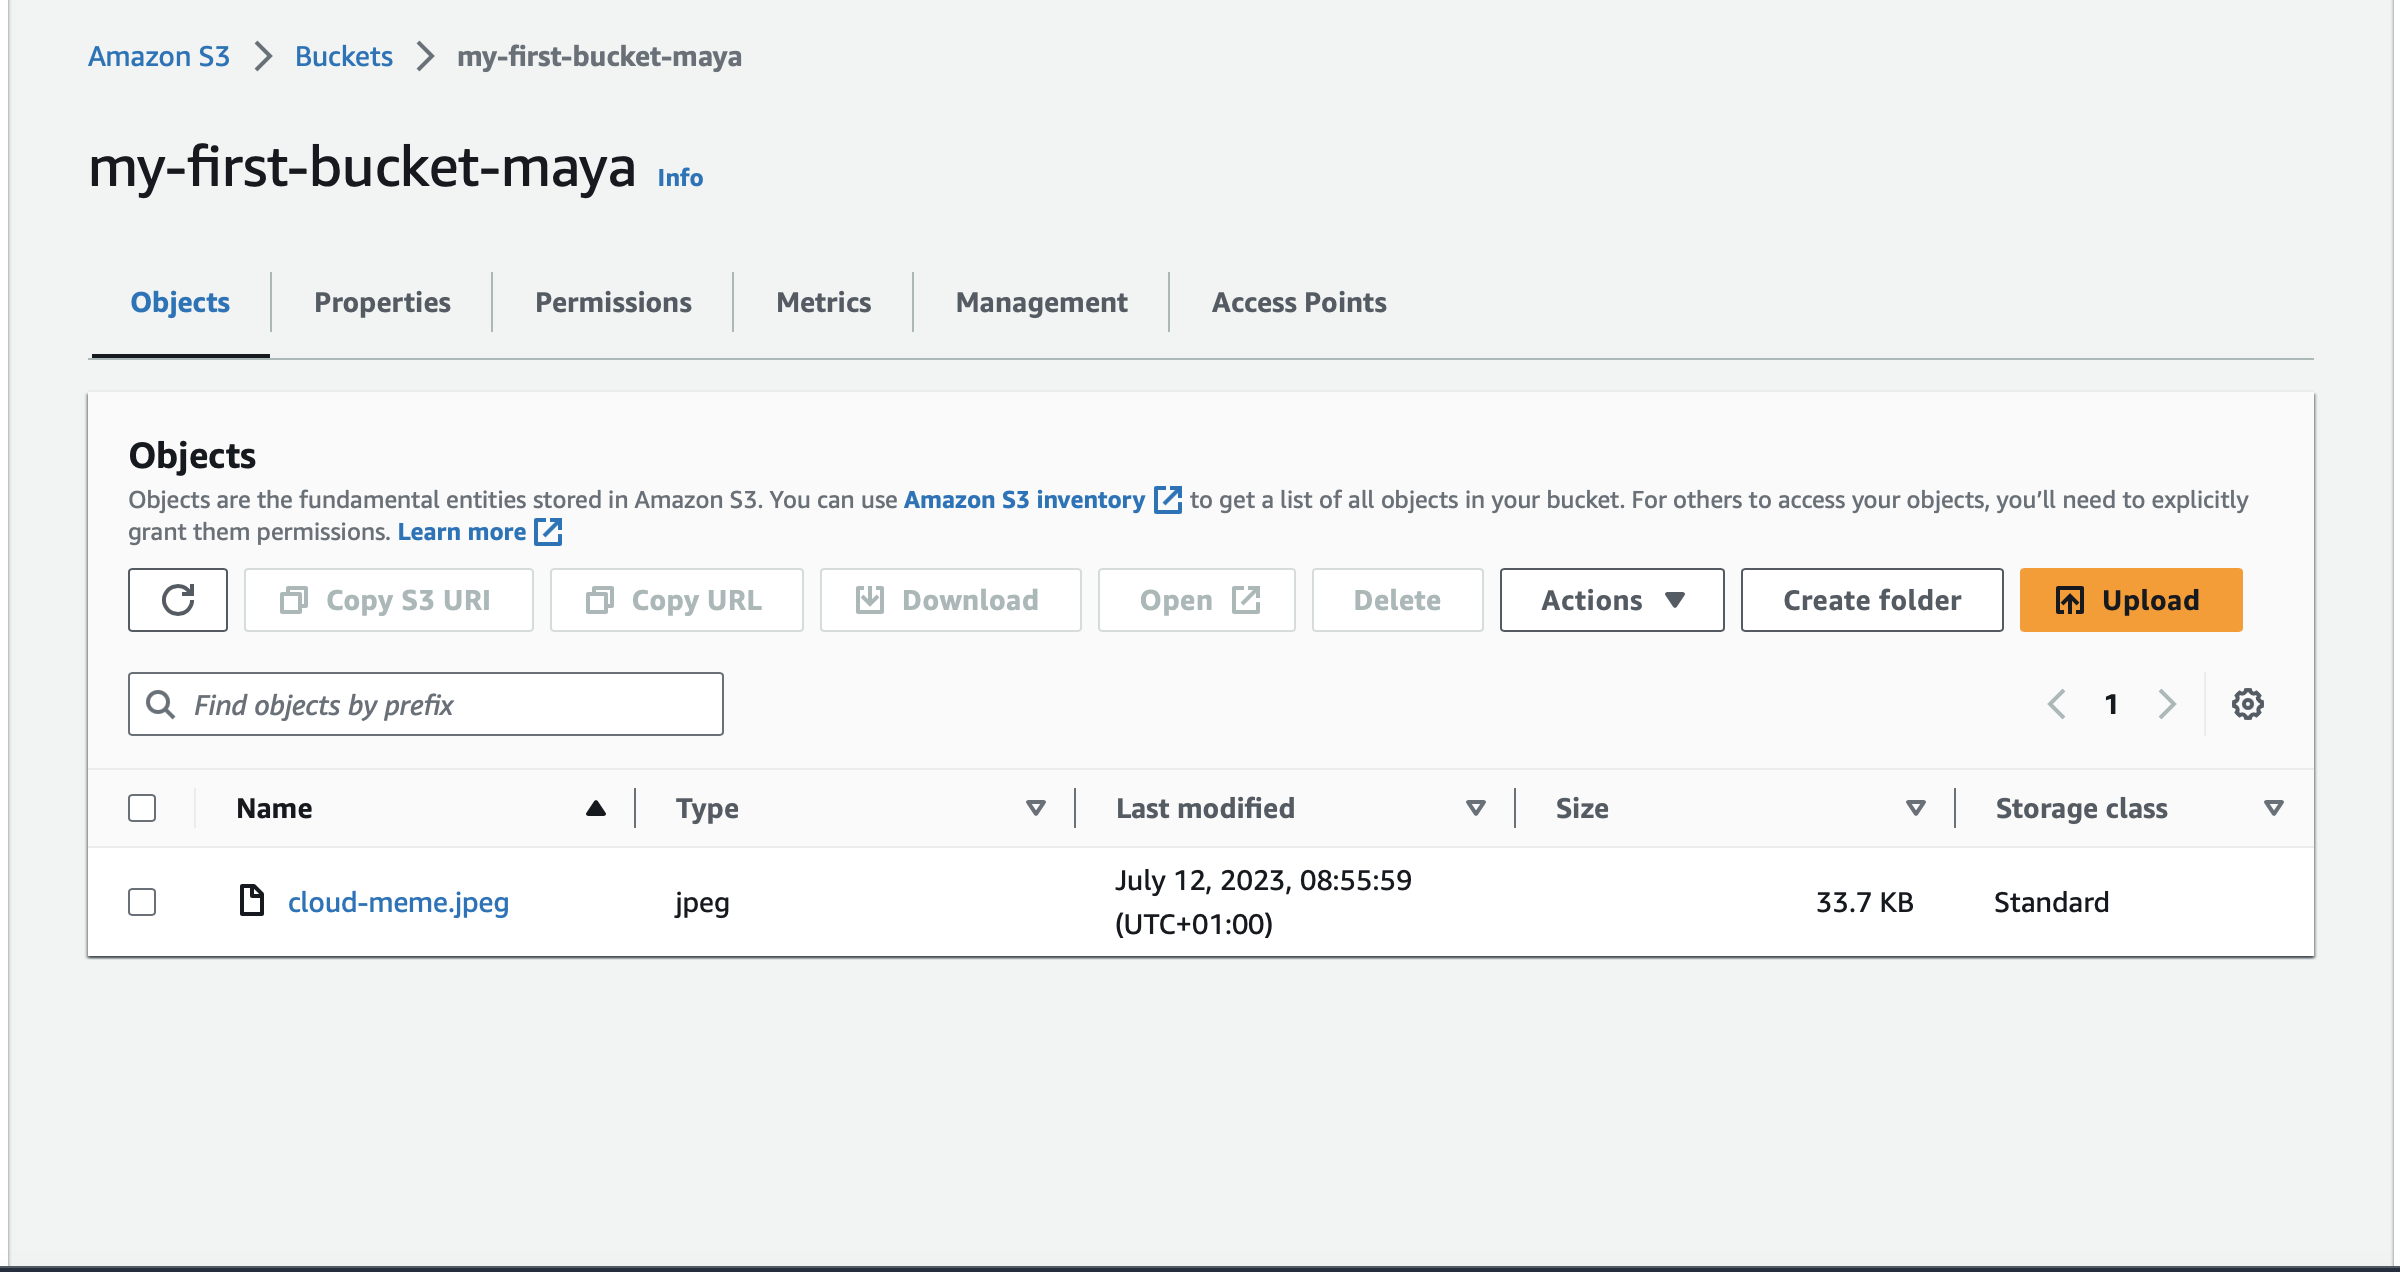 Amazon S3 Buckets my-first-bucket-maya
my-first-bucket-maya Info
Objects Properties Permissions Metrics Management Access Points
Objects
Objects are the fundamental entities stored in Amazon S3. You can use Amazon S3 inventory to get a list of all objects in your bucket. For others to access your objects, you’ll need to explicitly
grant them permissions. Learn more
Copy S3 URI Copy URL Download Open Delete Actions Create folder Upload
Find objects by prefix 1
Name Type Last modified Size Storage class
cloud-meme.jpeg jpeg July 12, 2023, 08:55:59 33.7 KB Standard
(UTC+01:00)